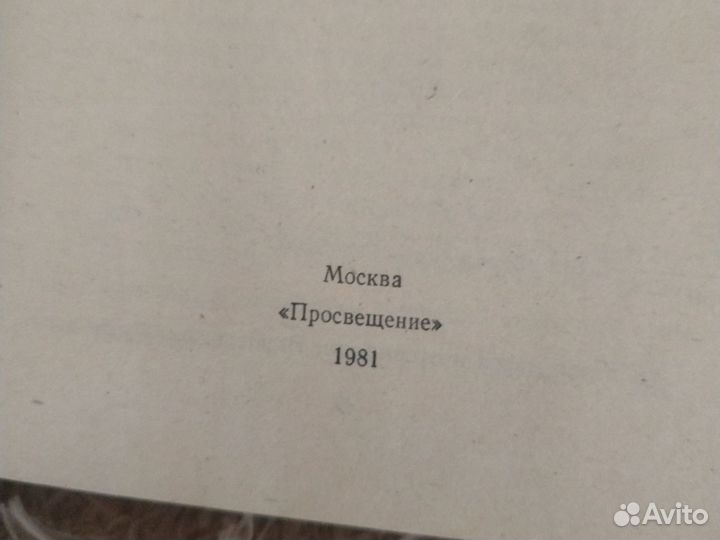 Москва
«Просвещение»
1981
Avito